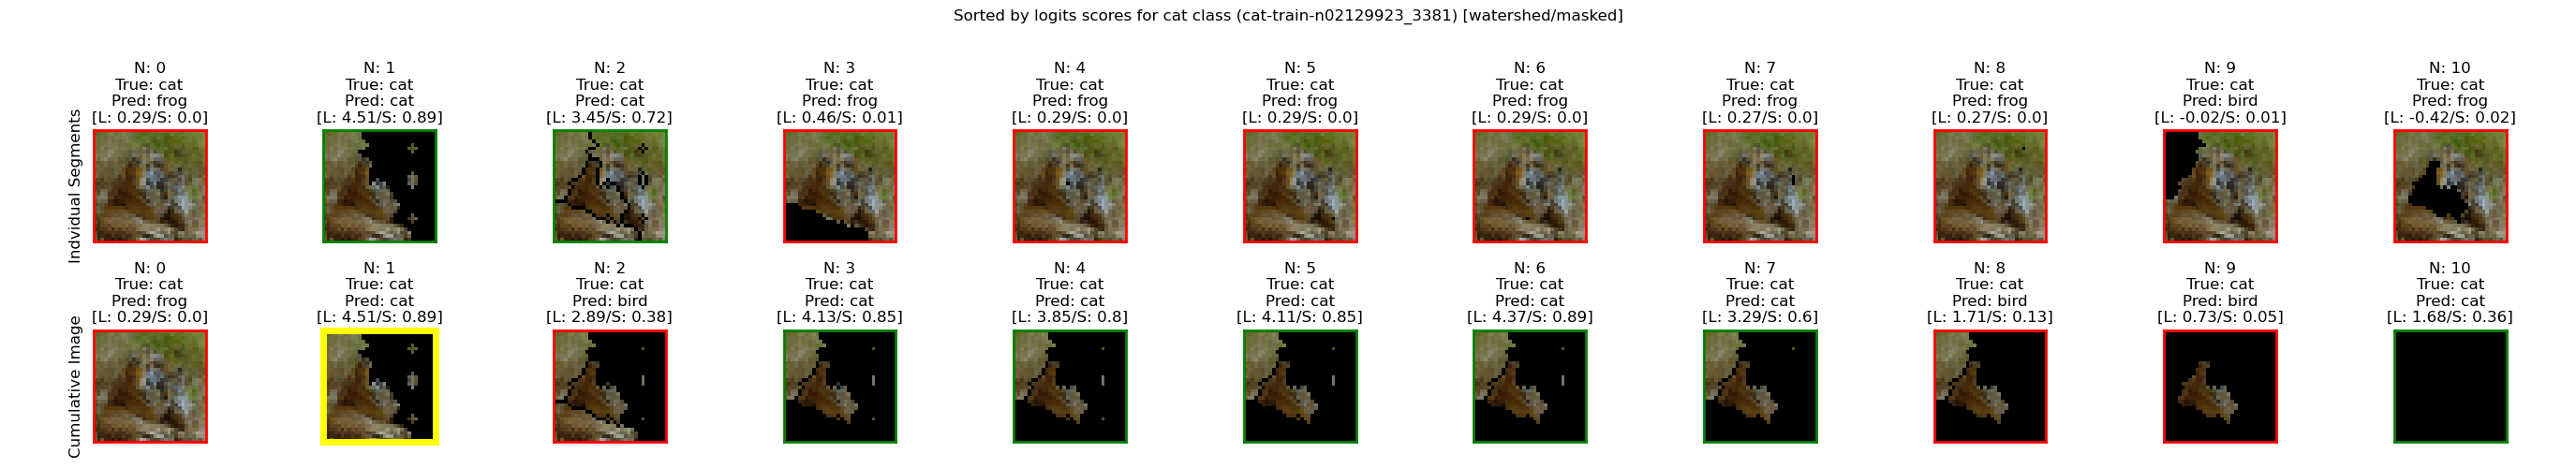 Sorted by logits scores for cat class (cat-train-n02129923_3381) [watershed/masked]
Indvidual Segments
N: 0
True: cat
Pred: frog
[L: 0.29/S: 0.0]
N: 1
True: cat
Pred: cat
[L: 4.51/S: 0.89]
N: 2
True: cat
Pred: cat
[L: 3.45/S: 0.72]
N: 3
True: cat
Pred: frog
[L: 0.46/S: 0.01]
N: 4
True: cat
Pred: frog
[L: 0.29/S: 0.0]
N: 5
True: cat
Pred: frog
[L: 0.29/S: 0.0]
N: 6
True: cat
Pred: frog
[L: 0.29/S: 0.0]
N: 7
True: cat
Pred: frog
[L: 0.27/S: 0.0]
N: 8
True: cat
Pred: frog
[L: 0.27/S: 0.0]
N: 9
True: cat
Pred: bird
[L: -0.02/S: 0.01]
N: 10
True: cat
Pred: frog
[L: -0.42/S: 0.02]
Cumulative Image
N: 0
True: cat
Pred: frog
[L: 0.29/S: 0.0]
N: 1
True: cat
Pred: cat
[L: 4.51/S: 0.89]
N: 2
True: cat
Pred: bird
[L: 2.89/S: 0.38]
N: 3
True: cat
Pred: cat
[L: 4.13/S: 0.85]
N: 4
True: cat
Pred: cat
[L: 3.85/S: 0.8]
N: 5
True: cat
Pred: cat
[L: 4.11/S: 0.85]
N: 6
True: cat
Pred: cat
[L: 4.37/S: 0.89]
N: 7
True: cat
Pred: cat
[L: 3.29/S: 0.6]
N: 8
True: cat
Pred: bird
[L: 1.71/S: 0.13]
N: 9
True: cat
Pred: bird
[L: 0.73/S: 0.05]
N: 10
True: cat
Pred: cat
[L: 1.68/S: 0.36]